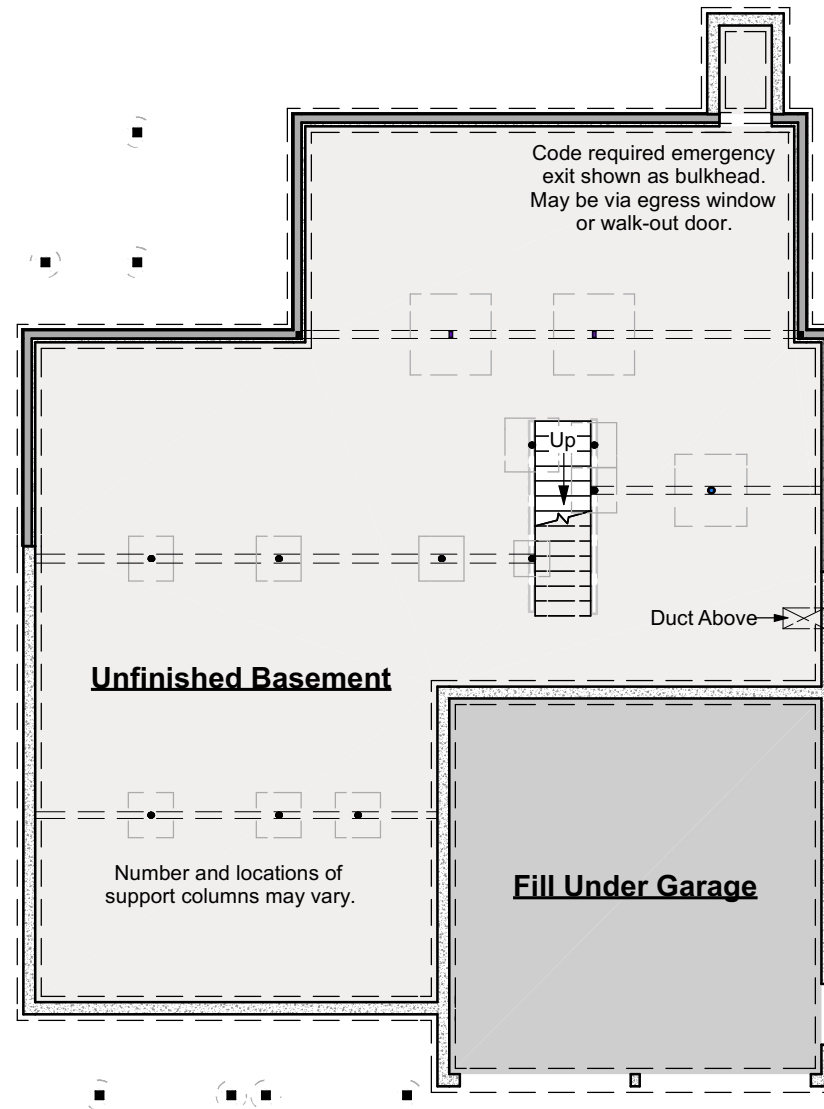 Code required emergency
exit shown as bulkhead.
May be via egress window
or walk-out door.
Up
Duct Above
Unfinished Basement
Number and locations of
support columns may vary.
Fill Under Garage